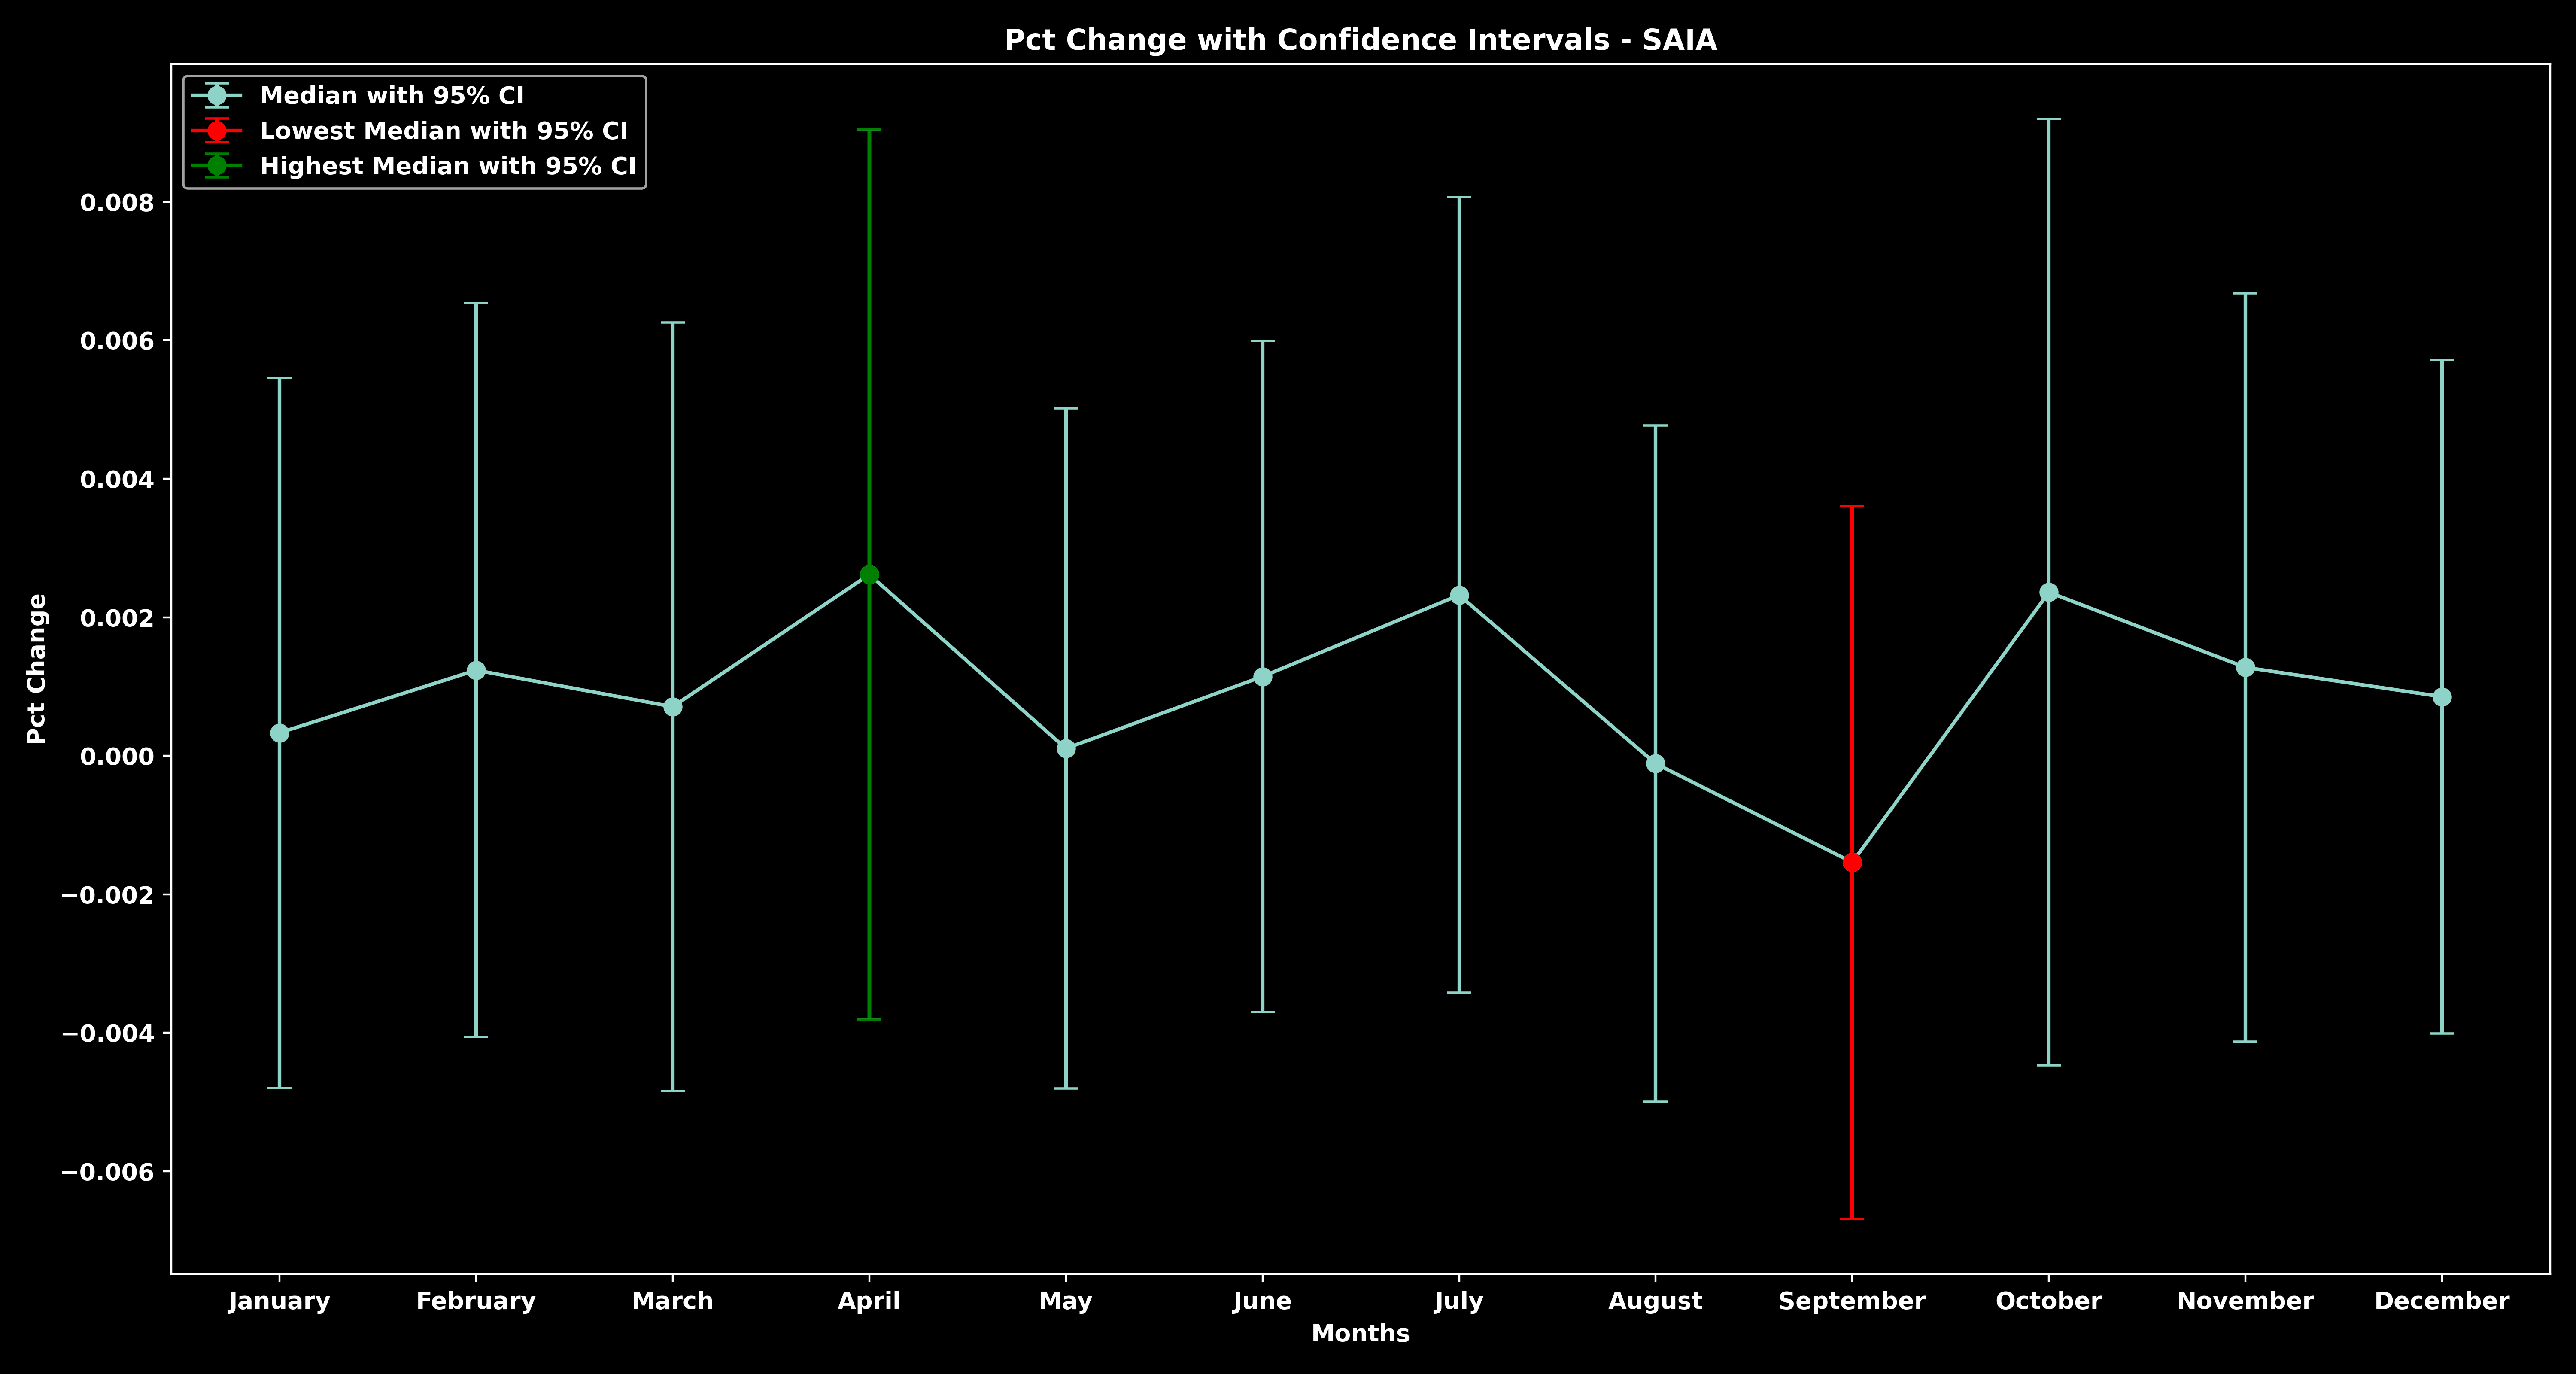 Pct Change with Confidence Intervals - SAIA
Median with 95% CI
Lowest Median with 95% CI
Highest Median with 95% CI
Pct Change
0.008
0.006
0.004
0.002
0.000
−0.002
−0.004
−0.006
January February March April May June July August September October November December
Months